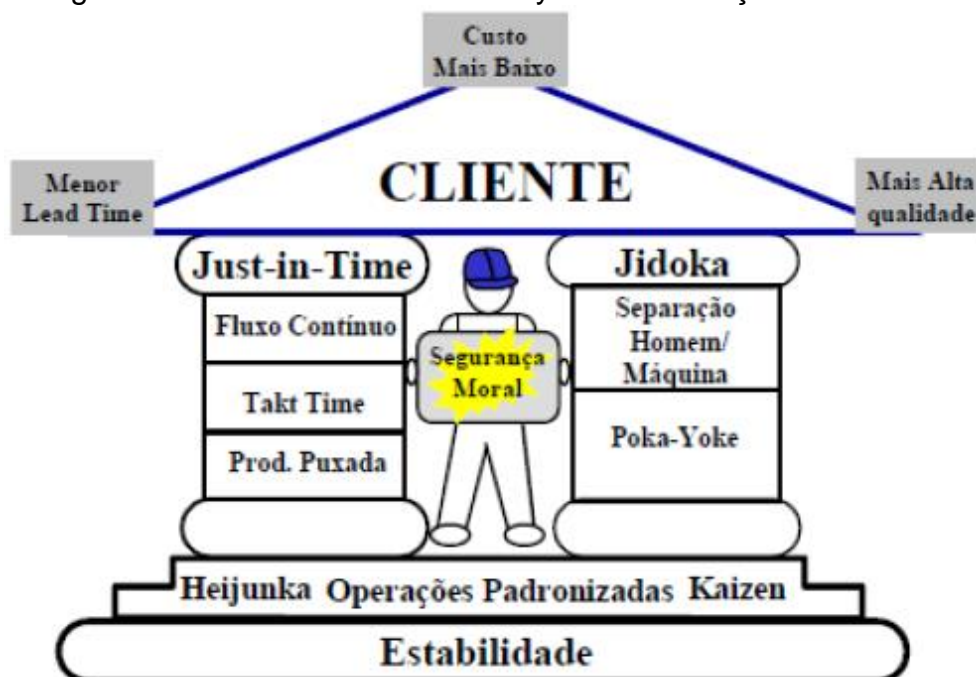 Custo
Mais Baixo
Menor
Lead Time
CLIENTE
Mais Alta
qualidade
Just-in-Time
Jidoka
Fluxo Contínuo
Takt Time
Prod. Puxada
Segurança
Moral
Separação
Homem/
Máquina
Poka-Yoke
Heijunka Operações Padronizadas Kaizen
Estabilidade